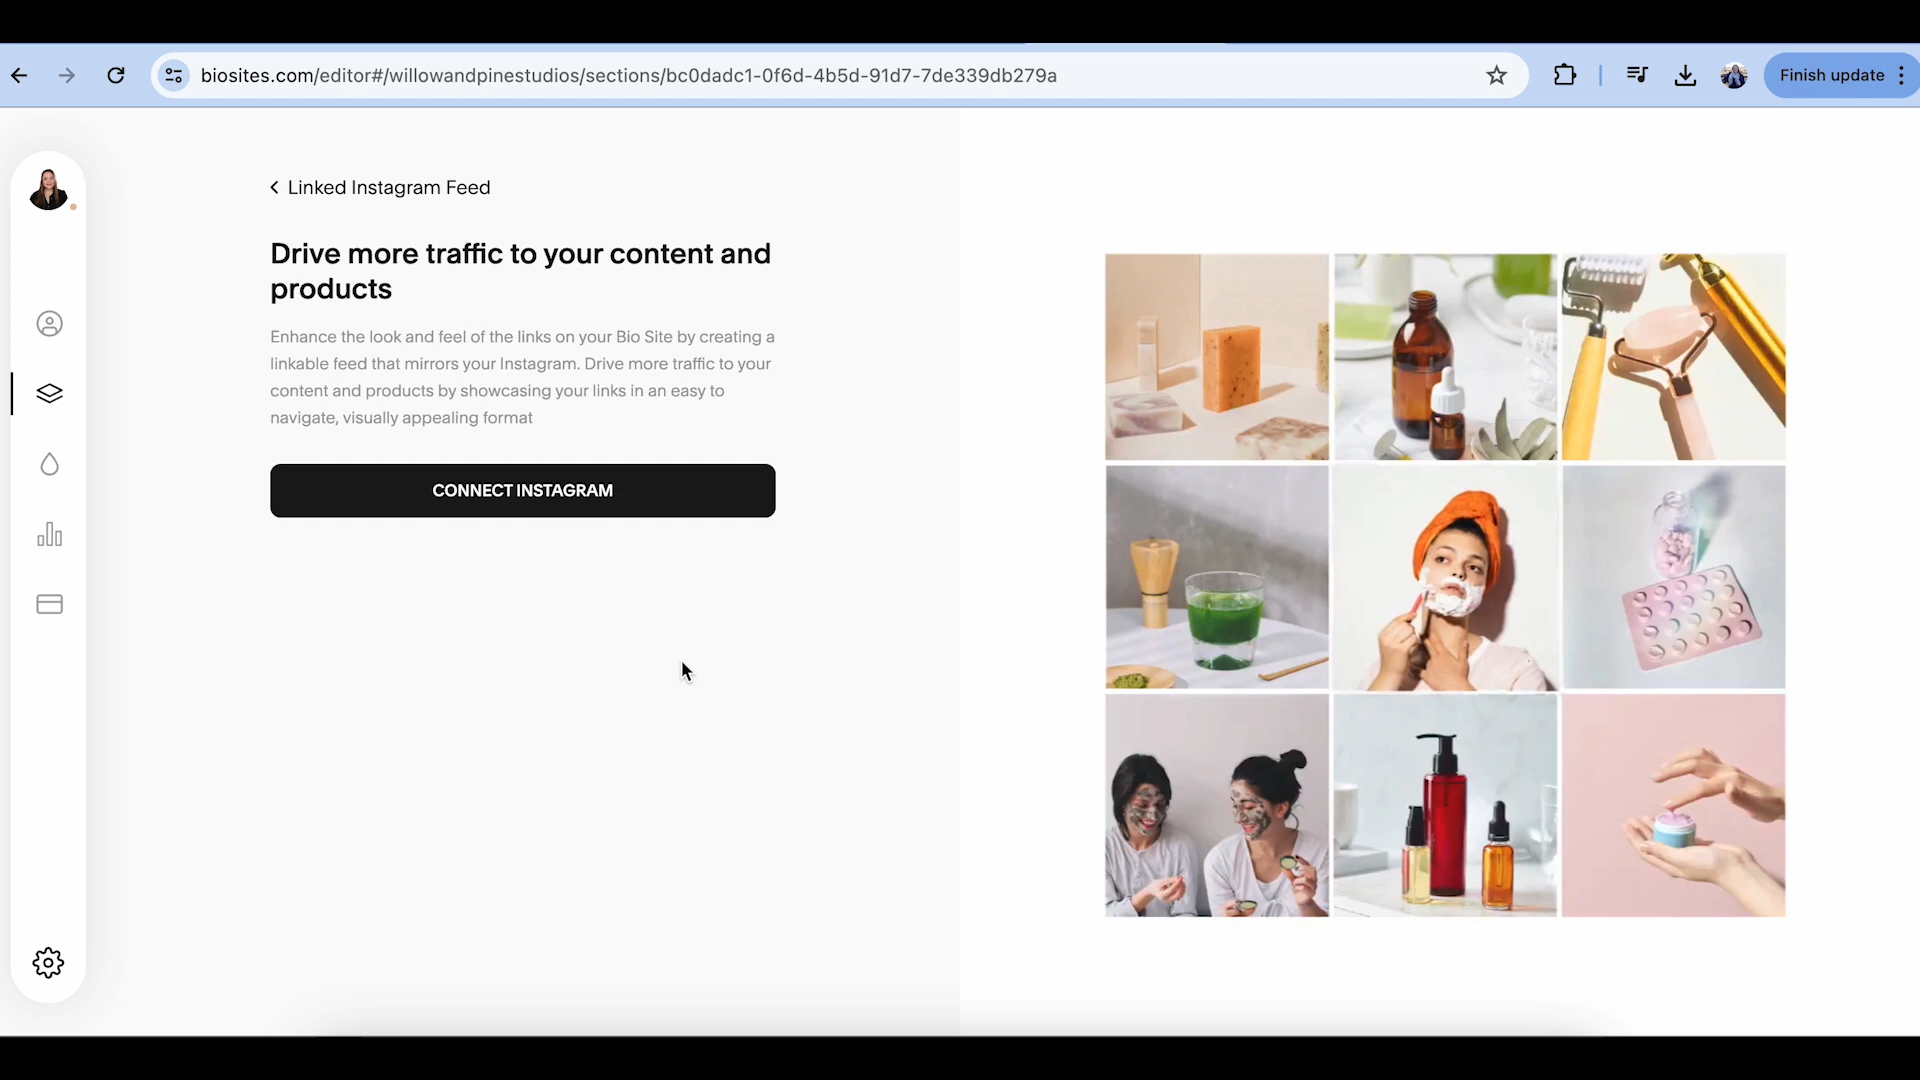 biosites.com/editor#/willowandpinestudios/sections/bc0dadc1-0f6d-4b5d-91d7-7de339db279a
Finish update
Linked Instagram Feed
Drive more traffic to your content and
products
Enhance the look and feel of the links on your Bio Site by creating a
linkable feed that mirrors your Instagram. Drive more traffic to your
content and products by showcasing your links in an easy to
navigate, visually appealing format
CONNECT INSTAGRAM